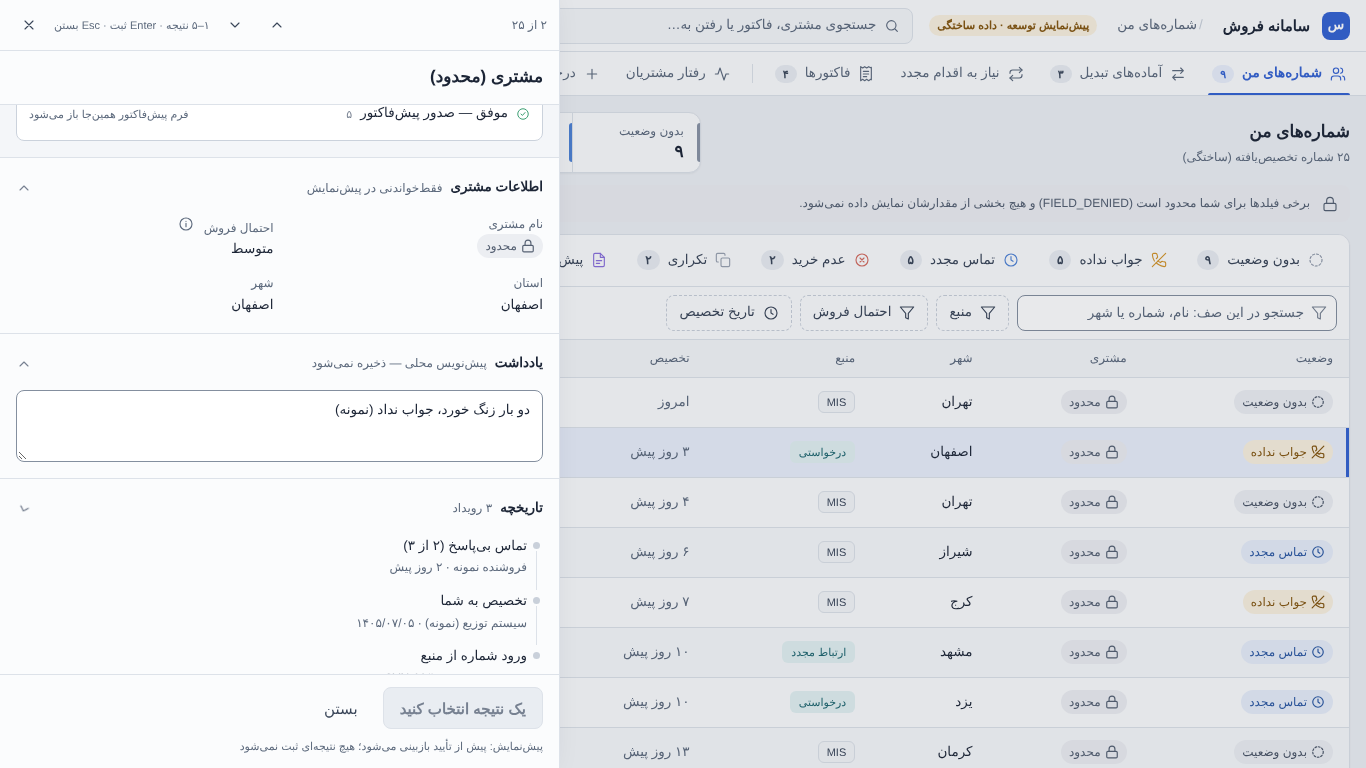 س
سامانه فروش
/ شماره‌های من
پیش‌نمایش توسعه · داده ساختگی
جستجوی مشتری، فاکتور یا رفتن به…
شماره‌های من ۹
آماده‌های تبدیل ۳
نیاز به اقدام مجدد
فاکتورها ۴
رفتار مشتریان
شماره‌های من
۲۵ شماره تخصیص‌یافته (ساختگی)
بدون وضعیت
۹
برخی فیلدها برای شما محدود است (FIELD_DENIED) و هیچ بخشی از مقدارشان نمایش داده نمی‌شود.
بدون وضعیت ۹
جواب نداده ۵
تماس مجدد ۵
عدم خرید ۲
تکراری ۲
جستجو در این صف: نام، شماره یا شهر
منبع
احتمال فروش
تاریخ تخصیص
وضعیت مشتری شهر منبع تخصیص
بدون وضعیت محدود تهران MIS امروز
جواب نداده محدود اصفهان درخواستی ۳ روز پیش
بدون وضعیت محدود تهران MIS ۴ روز پیش
تماس مجدد محدود شیراز MIS ۶ روز پیش
جواب نداده محدود کرج MIS ۷ روز پیش
تماس مجدد محدود مشهد ارتباط مجدد ۱۰ روز پیش
تماس مجدد محدود یزد درخواستی ۱۰ روز پیش
بدون وضعیت محدود کرمان MIS ۱۳ روز پیش
۲ از ۲۵
۱–۵ نتیجه · Enter ثبت · Esc بستن
مشتری (محدود)
موفق — صدور پیش‌فاکتور ۵
فرم پیش‌فاکتور همین‌جا باز می‌شود
اطلاعات مشتری فقط‌خواندنی در پیش‌نمایش
نام مشتری
محدود
احتمال فروش
متوسط
استان
اصفهان
شهر
اصفهان
یادداشت پیش‌نویس محلی — ذخیره نمی‌شود
دو بار زنگ خورد، جواب نداد (نمونه)
تاریخچه ۳ رویداد
تماس بی‌پاسخ (۲ از ۳)
فروشنده نمونه · ۲ روز پیش
تخصیص به شما
سیستم توزیع (نمونه) · ۱۴۰۵/۰۷/۰۵
ورود شماره از منبع
یک نتیجه انتخاب کنید
بستن
پیش‌نمایش: پیش از تأیید بازبینی می‌شود؛ هیچ نتیجه‌ای ثبت نمی‌شود